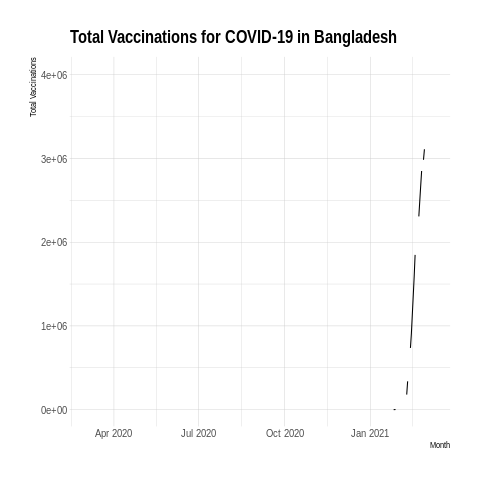 Total Vaccinations for COVID-19 in Bangladesh
Total Vaccinations
4e+06
3e+06
2e+06
1e+06
0e+00
Apr 2020 Jul 2020 Oct 2020 Jan 2021
Month